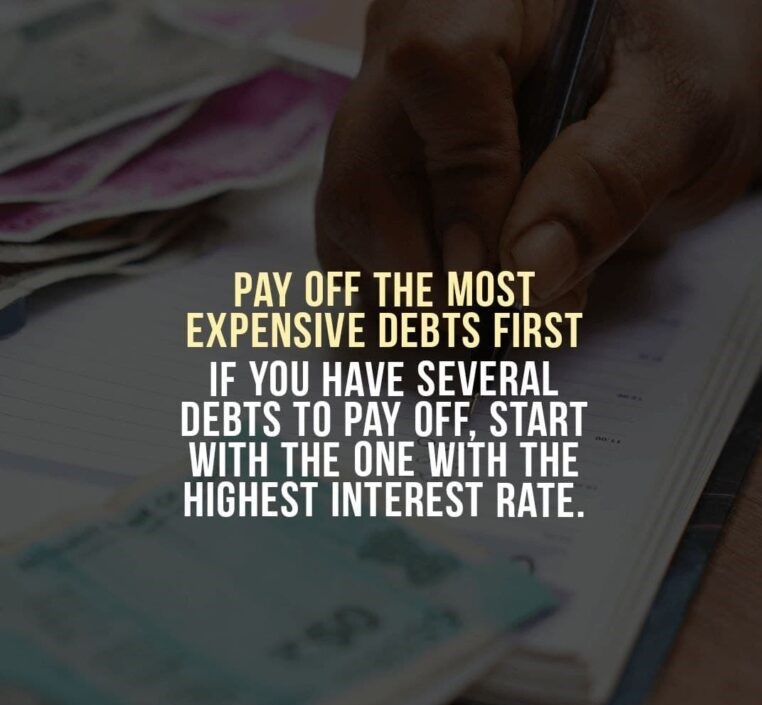 PAY OFF THE MOST
EXPENSIVE DEBTS FIRST
IF YOU HAVE SEVERAL
DEBTS TO PAY OFF, START
WITH THE ONE WITH THE
HIGHEST INTEREST RATE.
50